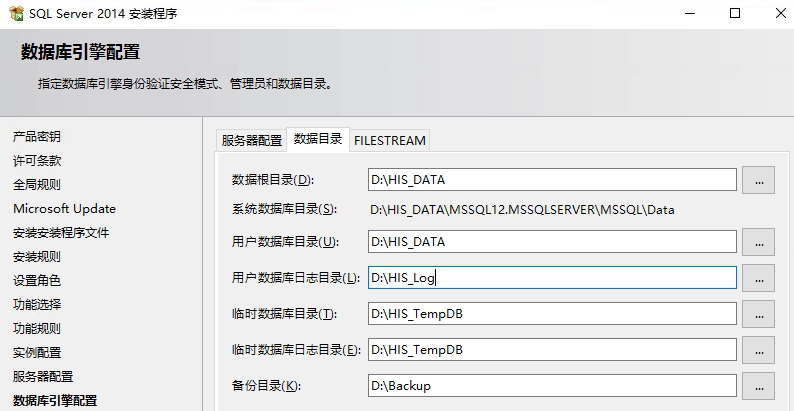 SQL Server 2014 安装程序
数据库引擎配置
指定数据库引擎身份验证安全模式、管理员和数据目录。
产品密钥
许可条款
全局规则
Microsoft Update
安装安装程序文件
安装规则
设置角色
功能选择
功能规则
实例配置
服务器配置
数据库引擎配置
服务器配置 数据目录 FILESTREAM
数据根目录(D): D:\HIS_DATA ...
系统数据库目录(S): D:\HIS_DATA\MSSQL12.MSSQLSERVER\MSSQL\Data
用户数据库目录(U): D:\HIS_DATA ...
用户数据库日志目录(L): D:\HIS_Log ...
临时数据库目录(T): D:\HIS_TempDB ...
临时数据库日志目录(E): D:\HIS_TempDB ...
备份目录(K): D:\Backup ...